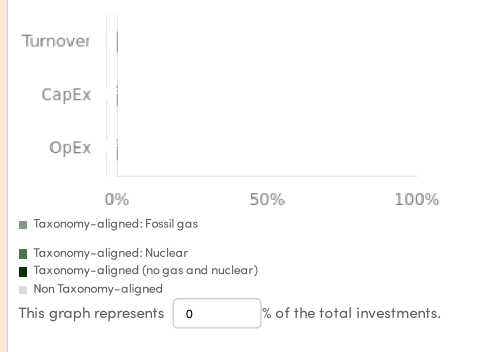 Turnover
CapEx
OpEx
0% 50% 100%
Taxonomy-aligned: Fossil gas
Taxonomy-aligned: Nuclear
Taxonomy-aligned (no gas and nuclear)
Non Taxonomy-aligned
This graph represents 0 % of the total investments.